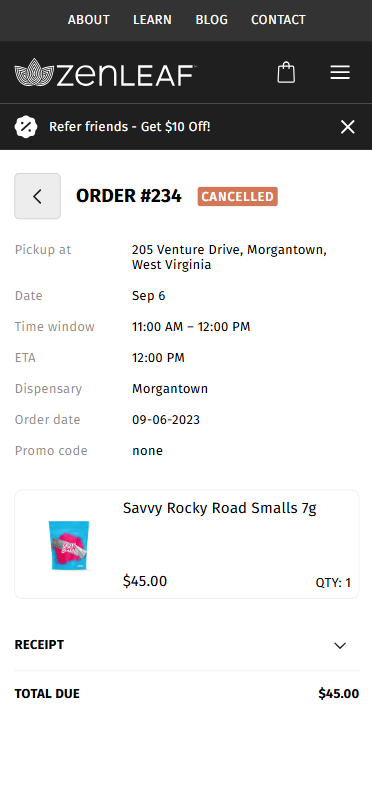 ABOUT LEARN BLOG CONTACT
zenLEAF
Refer friends - Get $10 Off!
ORDER #234 CANCELLED
Pickup at 205 Venture Drive, Morgantown,
West Virginia
Date Sep 6
Time window 11:00 AM – 12:00 PM
ETA 12:00 PM
Dispensary Morgantown
Order date 09-06-2023
Promo code none
Savvy Rocky Road Smalls 7g
$45.00 QTY: 1
RECEIPT
TOTAL DUE $45.00